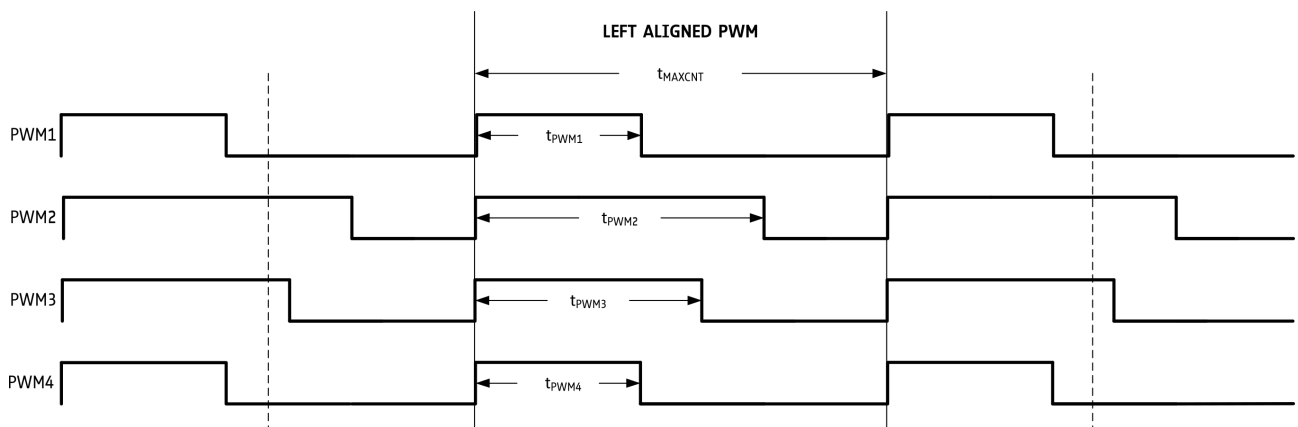 LEFT ALIGNED PWM
tMAXCNT
PWM1
tPWM1
PWM2
tPWM2
PWM3
tPWM3
PWM4
tPWM4